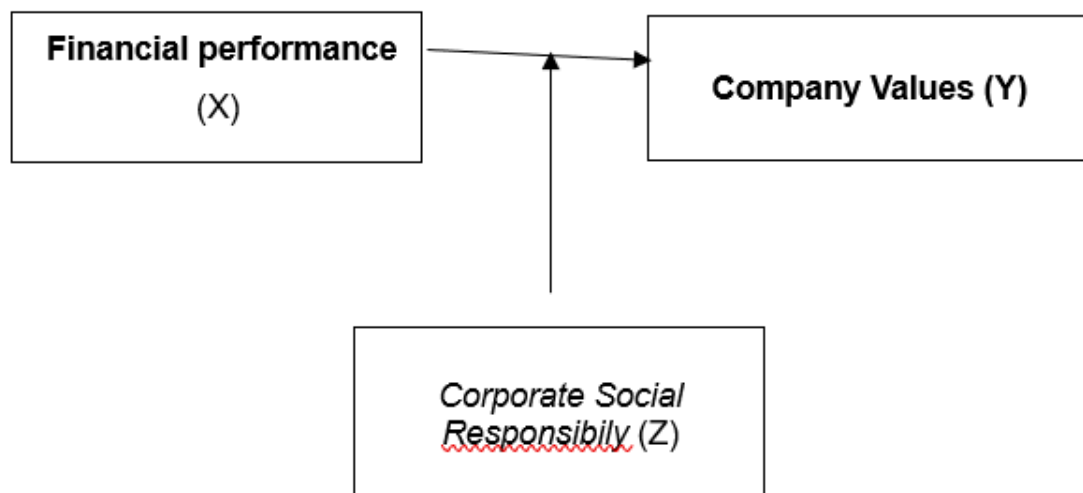 Financial performance
(X)
Company Values (Y)
Corporate Social
Responsibily (Z)